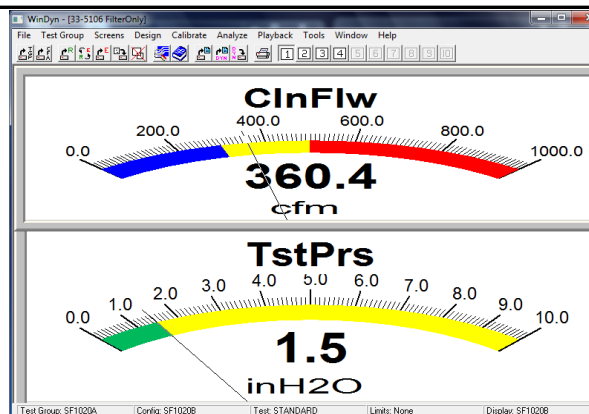 WinDyn - [33-5106 FilterOnly]
File Test Group Screens Design Calibrate Analyze Playback Tools Window Help
1 2 3 4 5 6 7 8 9 10
ClnFlw
0.0 200.0 400.0 600.0 800.0 1000.0
360.4
cfm
TstPrs
0.0 1.0 2.0 3.0 4.0 5.0 6.0 7.0 8.0 9.0 10.0
1.5
inH2O
Test Group: SF1020A Config: SF1020B Test: STANDARD Limits: None Display: SF1020B